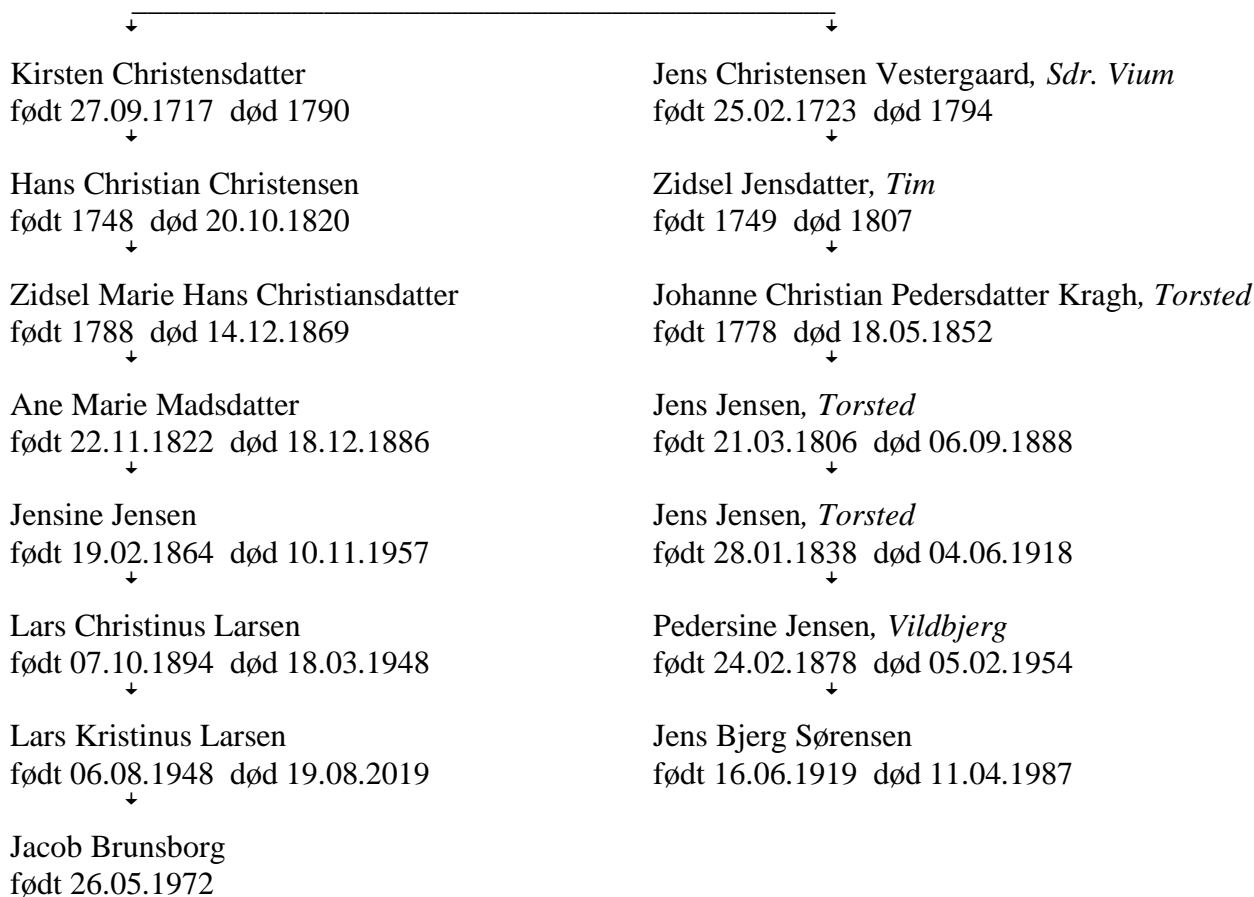 Kirsten Christensdatter
født 27.09.1717 død 1790
Hans Christian Christensen
født 1748 død 20.10.1820
Zidsel Marie Hans Christiansdatter
født 1788 død 14.12.1869
Ane Marie Madsdatter
født 22.11.1822 død 18.12.1886
Jensine Jensen
født 19.02.1864 død 10.11.1957
Lars Christinus Larsen
født 07.10.1894 død 18.03.1948
Lars Kristinus Larsen
født 06.08.1948 død 19.08.2019
Jacob Brunsborg
født 26.05.1972
Jens Christensen Vestergaard, Sdr. Vium
født 25.02.1723 død 1794
Zidsel Jensdatter, Tim
født 1749 død 1807
Johanne Christian Pedersdatter Kragh, Torsted
født 1778 død 18.05.1852
Jens Jensen, Torsted
født 21.03.1806 død 06.09.1888
Jens Jensen, Torsted
født 28.01.1838 død 04.06.1918
Pedersine Jensen, Vildbjerg
født 24.02.1878 død 05.02.1954
Jens Bjerg Sørensen
født 16.06.1919 død 11.04.1987